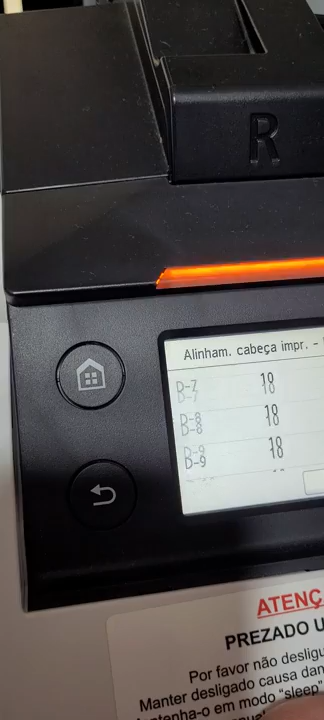 R
Alinham. cabeça impr. -
D-7 18
D-8 18
D-9 18
ATENÇ
PREZADO U
Por favor não deslig
Manter desligado causa dan
em modo "sleep"